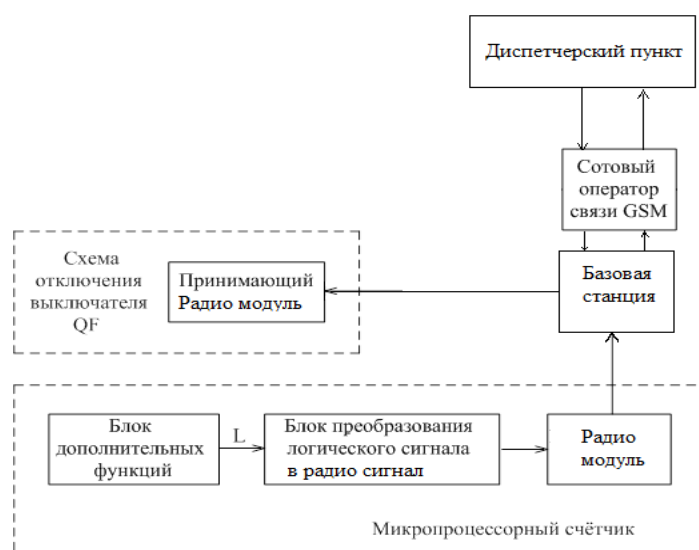 Диспетчерский пункт
Сотовый
оператор
связи GSM
Базовая
станция
Схема
отключения
выключателя
QF
Принимающий
Радио модуль
Блок
дополнительных
функций
L
Блок преобразования
логического сигнала
в радио сигнал
Радио
модуль
Микропроцессорный счётчик